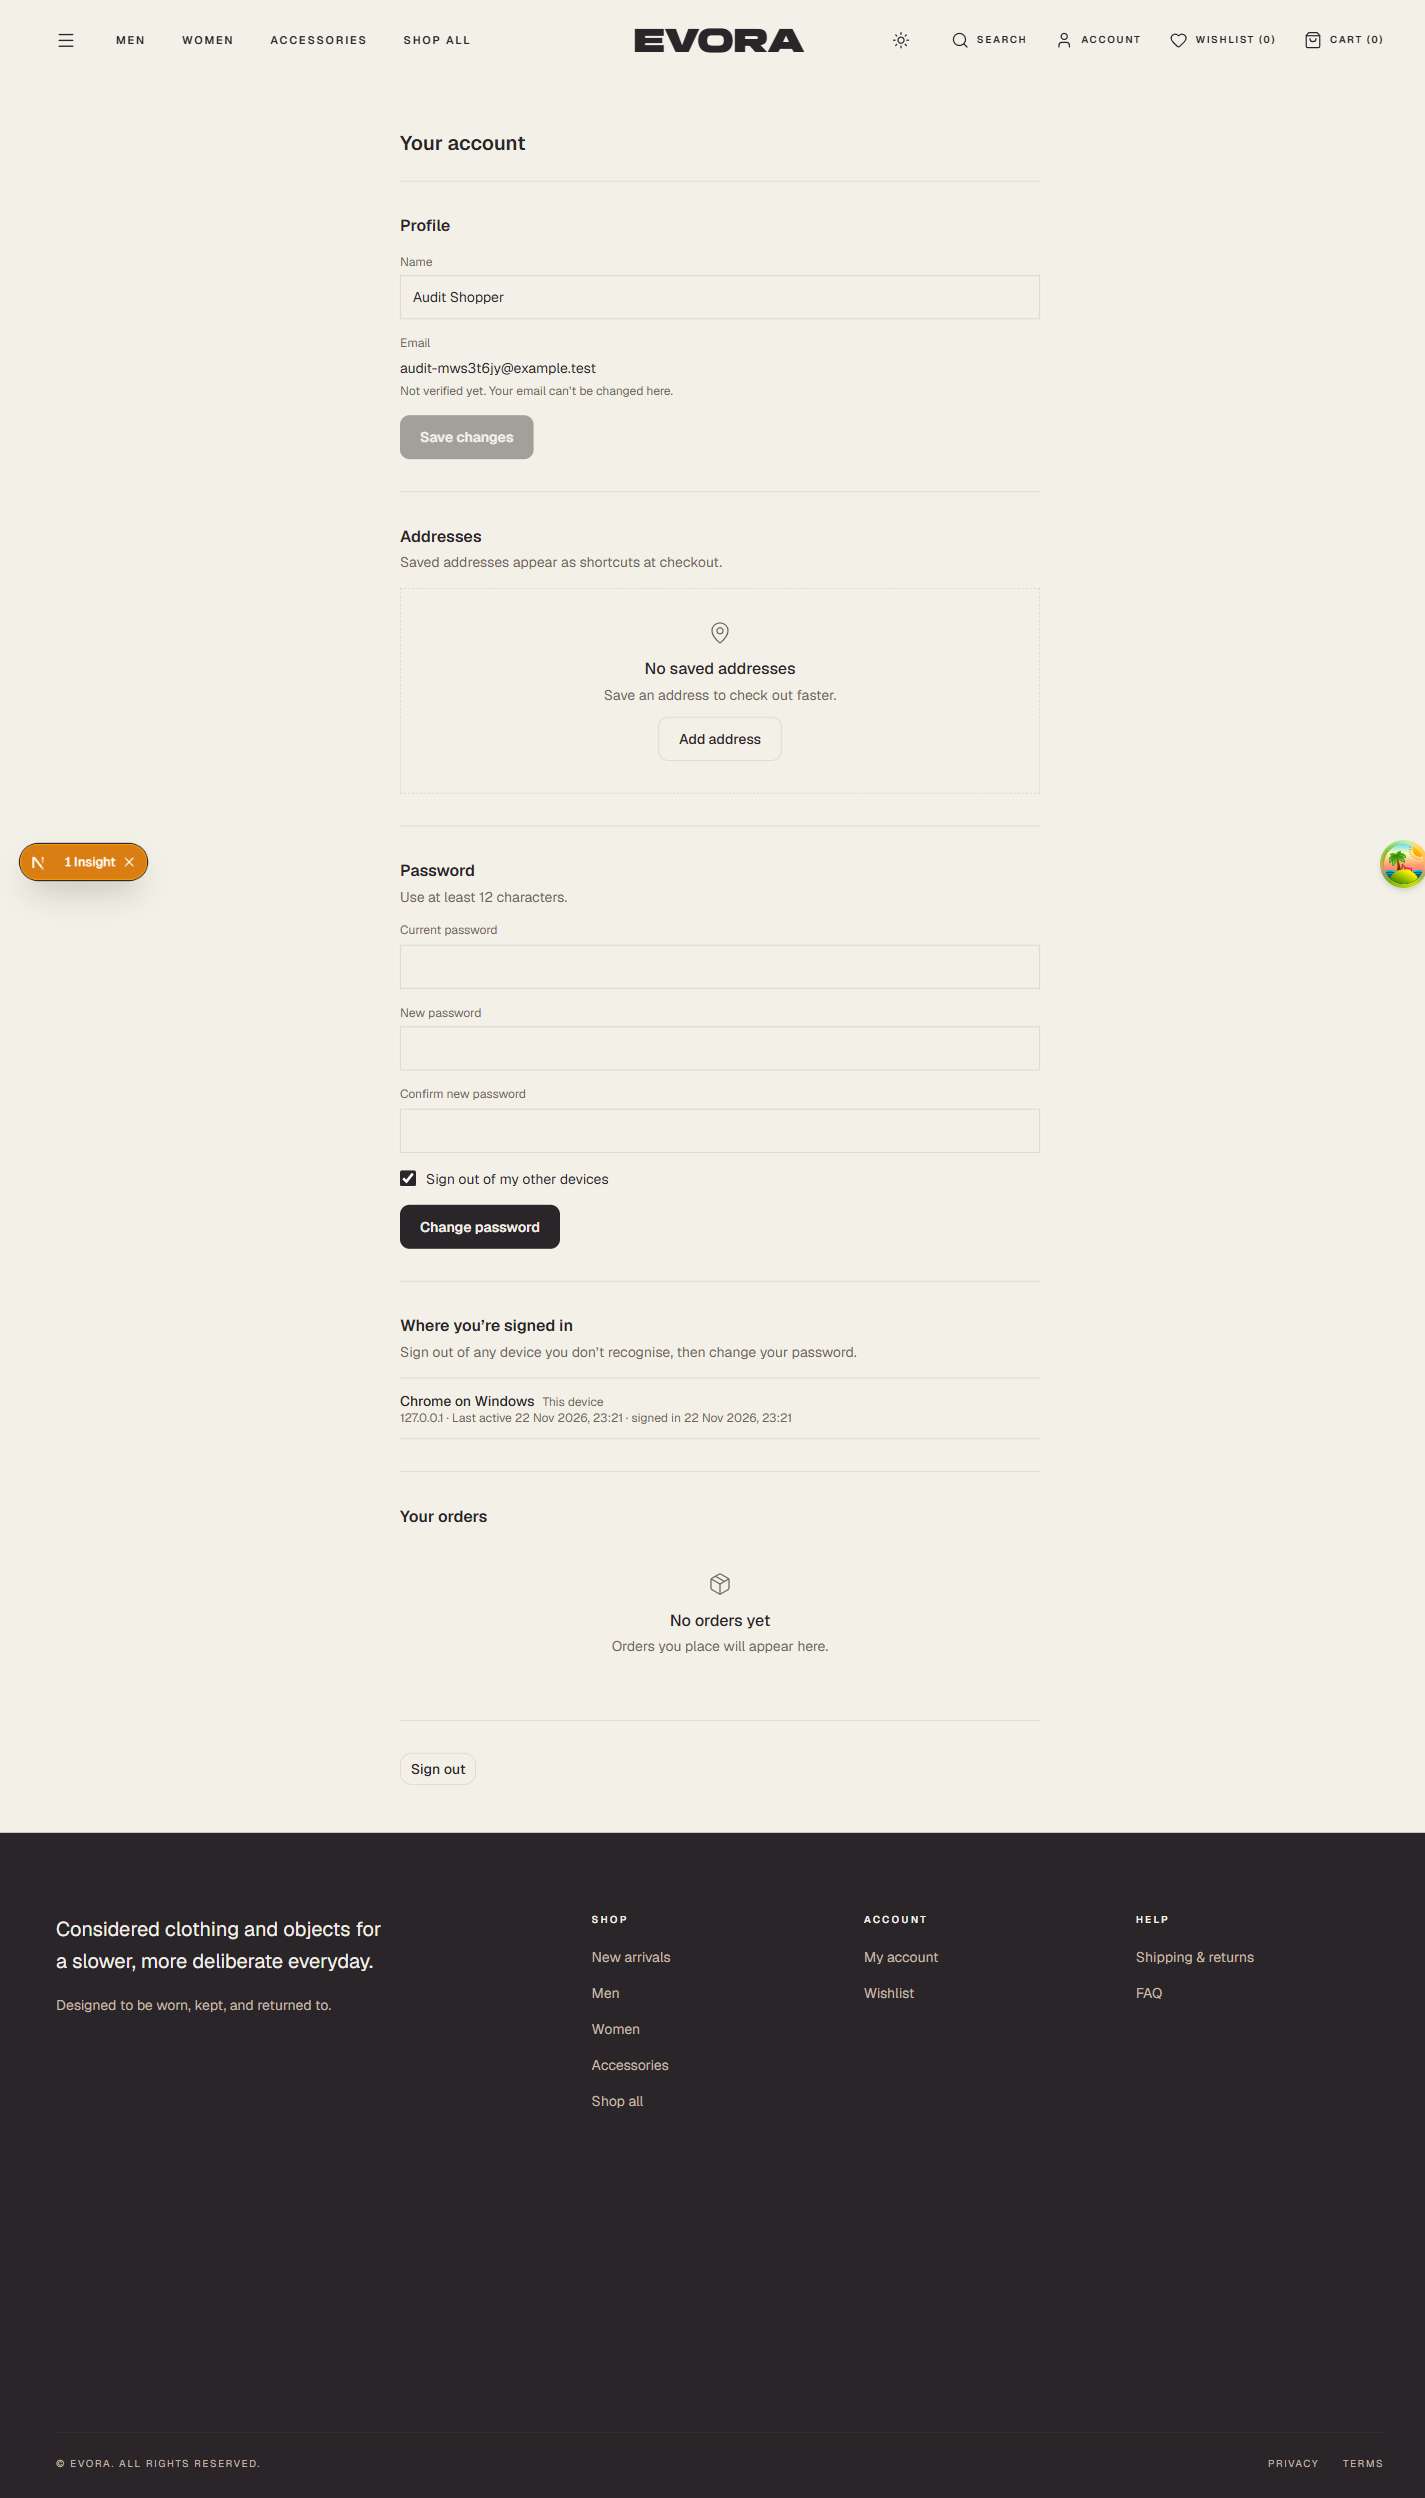 MEN
WOMEN
ACCESSORIES
SHOP ALL
EVORA
SEARCH
ACCOUNT
WISHLIST (0)
CART (0)
Your account
Profile
Name
Audit Shopper
Email
audit-mws3t6jy@example.test
Not verified yet. Your email can't be changed here.
Save changes
Addresses
Saved addresses appear as shortcuts at checkout.
No saved addresses
Save an address to check out faster.
Add address
N
1 Insight
Password
Use at least 12 characters.
Current password
New password
Confirm new password
Sign out of my other devices
Change password
Where you’re signed in
Sign out of any device you don’t recognise, then change your password.
Chrome on Windows This device
127.0.0.1 · Last active 22 Nov 2026, 23:21 · signed in 22 Nov 2026, 23:21
Your orders
No orders yet
Orders you place will appear here.
Sign out
Considered clothing and objects for
a slower, more deliberate everyday.
Designed to be worn, kept, and returned to.
SHOP
New arrivals
Men
Women
Accessories
Shop all
ACCOUNT
My account
Wishlist
HELP
Shipping & returns
FAQ
© EVORA. ALL RIGHTS RESERVED.
PRIVACY
TERMS